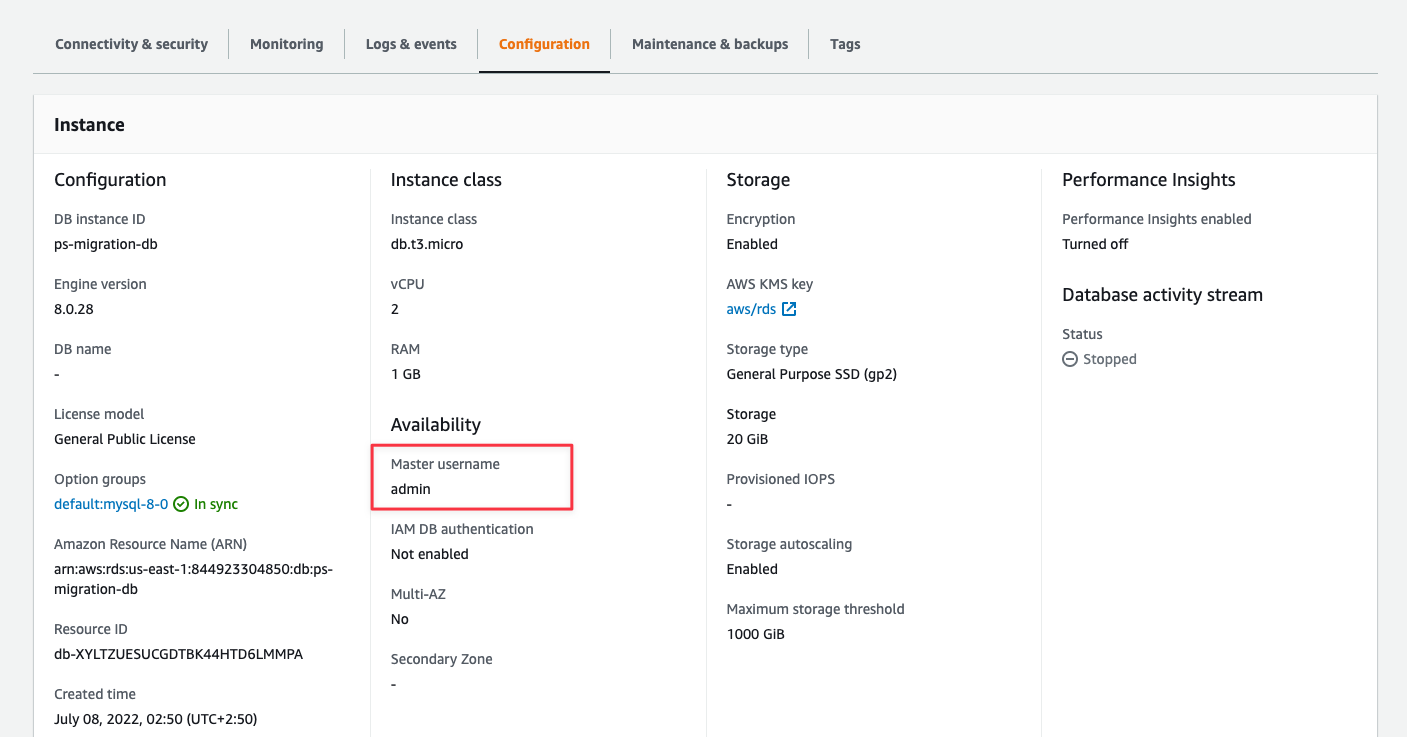 Connectivity & security
Monitoring
Logs & events
Configuration
Maintenance & backups
Tags
Instance
Configuration
DB instance ID
ps-migration-db
Engine version
8.0.28
DB name
-
License model
General Public License
Option groups
default:mysql-8-0 In sync
Amazon Resource Name (ARN)
arn:aws:rds:us-east-1:844923304850:db:ps-
migration-db
Resource ID
db-XYLTZUESUCGDTBK44HTD6LMMPA
Created time
July 08, 2022, 02:50 (UTC+2:50)
Instance class
Instance class
db.t3.micro
vCPU
2
RAM
1 GB
Availability
Master username
admin
IAM DB authentication
Not enabled
Multi-AZ
No
Secondary Zone
-
Storage
Encryption
Enabled
AWS KMS key
aws/rds
Storage type
General Purpose SSD (gp2)
Storage
20 GiB
Provisioned IOPS
-
Storage autoscaling
Enabled
Maximum storage threshold
1000 GiB
Performance Insights
Performance Insights enabled
Turned off
Database activity stream
Status
Stopped